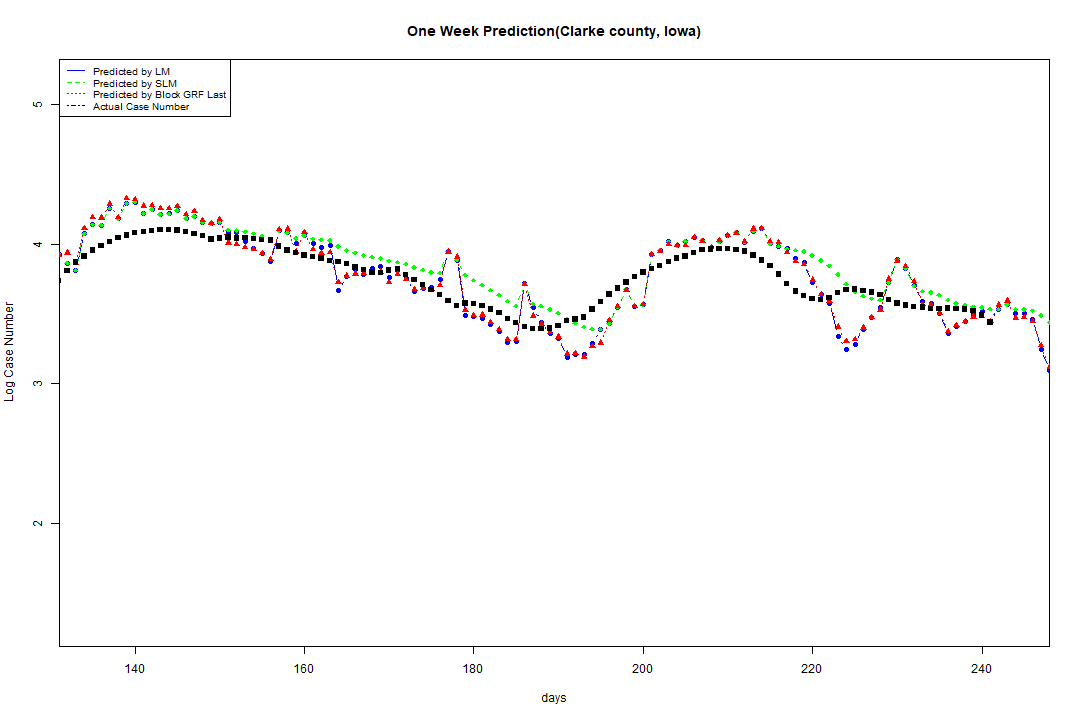 One Week Prediction(Clarke county, Iowa)
Predicted by LM
Predicted by SLM
Predicted by Block GRF Last
Actual Case Number
5
4
3
2
Log Case Number
140 160 180 200 220 240
days